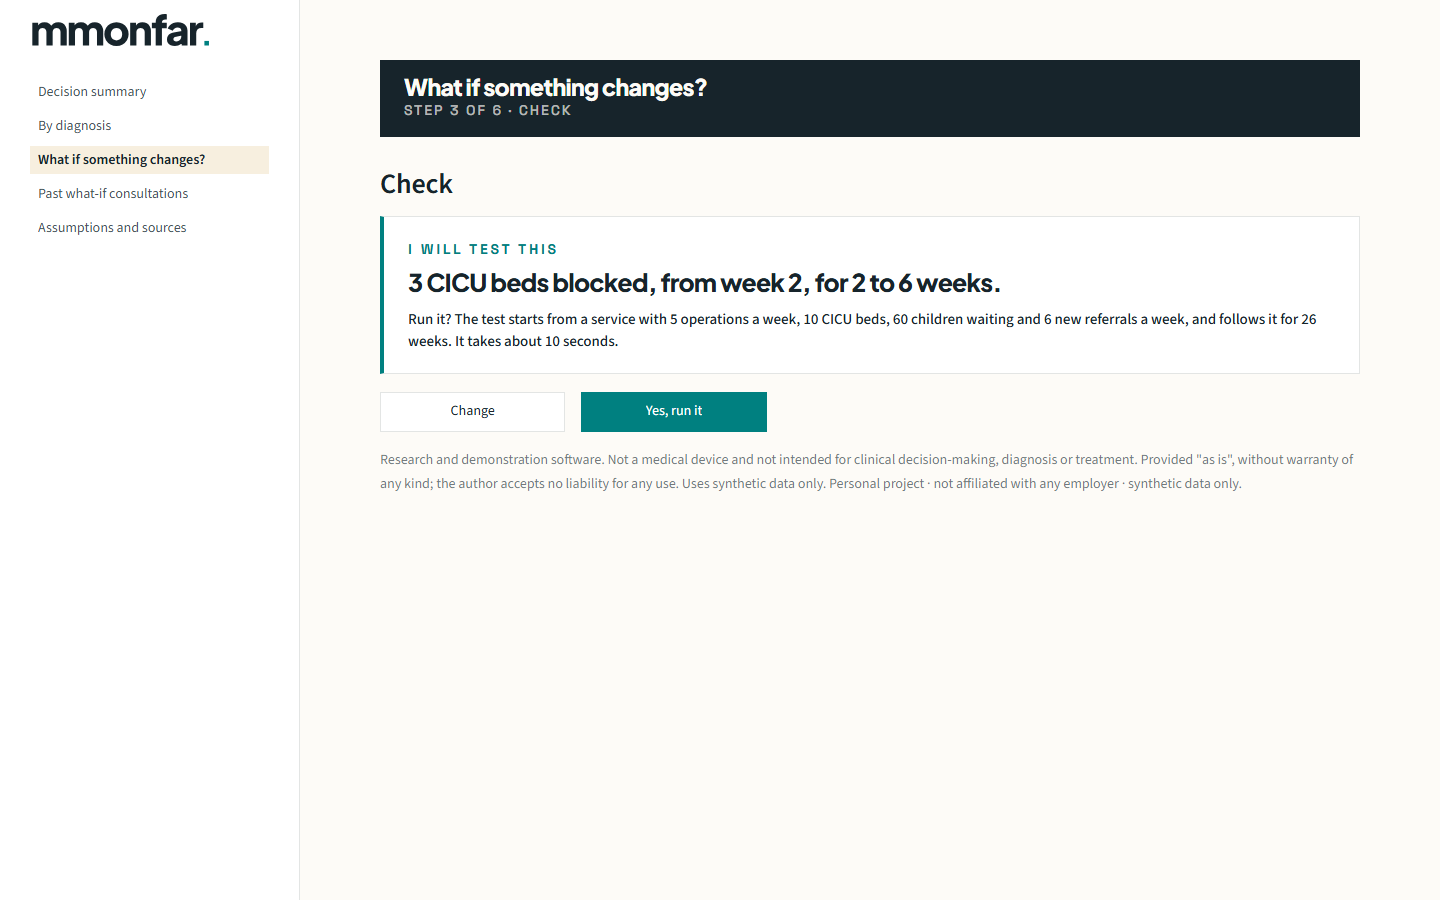 mmonfar.
Decision summary
By diagnosis
What if something changes?
Past what-if consultations
Assumptions and sources
What if something changes?
STEP 3 OF 6 · CHECK
Check
I WILL TEST THIS
3 CICU beds blocked, from week 2, for 2 to 6 weeks.
Run it? The test starts from a service with 5 operations a week, 10 CICU beds, 60 children waiting and 6 new referrals a week, and follows it for 26
weeks. It takes about 10 seconds.
Change
Yes, run it
Research and demonstration software. Not a medical device and not intended for clinical decision-making, diagnosis or treatment. Provided "as is", without warranty of
any kind; the author accepts no liability for any use. Uses synthetic data only. Personal project · not affiliated with any employer · synthetic data only.